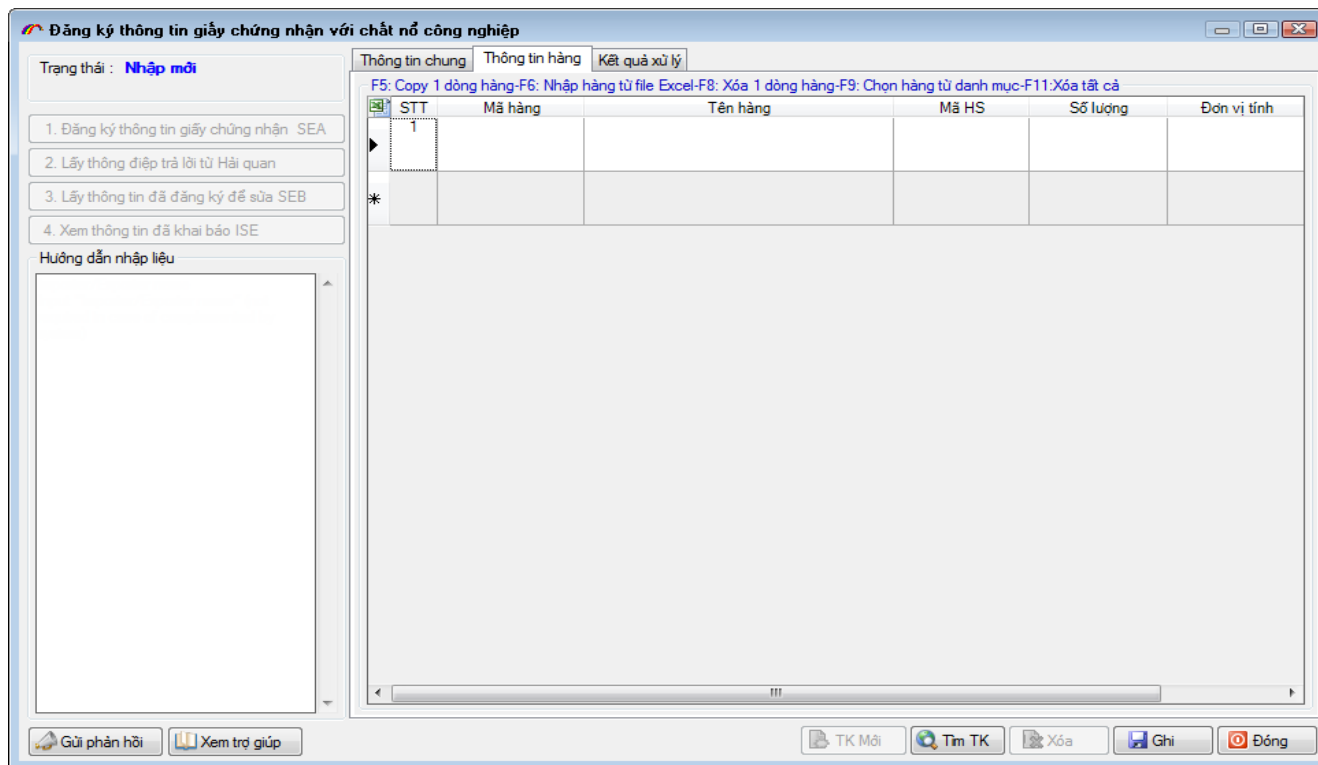 Đăng ký thông tin giấy chứng nhận với chất nổ công nghiệp
Trạng thái : Nhập mới
1. Đăng ký thông tin giấy chứng nhận SEA
2. Lấy thông điệp trả lời từ Hải quan
3. Lấy thông tin đã đăng ký để sửa SEB
4. Xem thông tin đã khai báo ISE
Hướng dẫn nhập liệu
Thông tin chung Thông tin hàng Kết quả xử lý
F5: Copy 1 dòng hàng-F6: Nhập hàng từ file Excel-F8: Xóa 1 dòng hàng-F9: Chọn hàng từ danh mục-F11:Xóa tất cả
STT Mã hàng Tên hàng Mã HS Số lượng Đơn vị tính
1
Gửi phản hồi Xem trợ giúp TK Mới Tìm TK Xóa Ghi Đóng